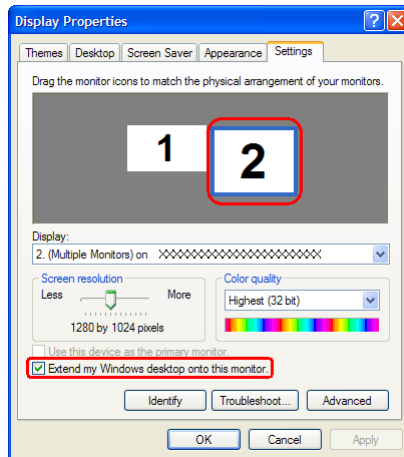 Display Properties
Themes Desktop Screen Saver Appearance Settings
Drag the monitor icons to match the physical arrangement of your monitors.
1 2
Display:
2. (Multiple Monitors) on XXXXXXXXXXXXXXXXXXXXXXX
Screen resolution Color quality
Less More Highest (32 bit)
1280 by 1024 pixels
Use this device as the primary monitor.
Extend my Windows desktop onto this monitor.
Identify Troubleshoot... Advanced
OK Cancel Apply